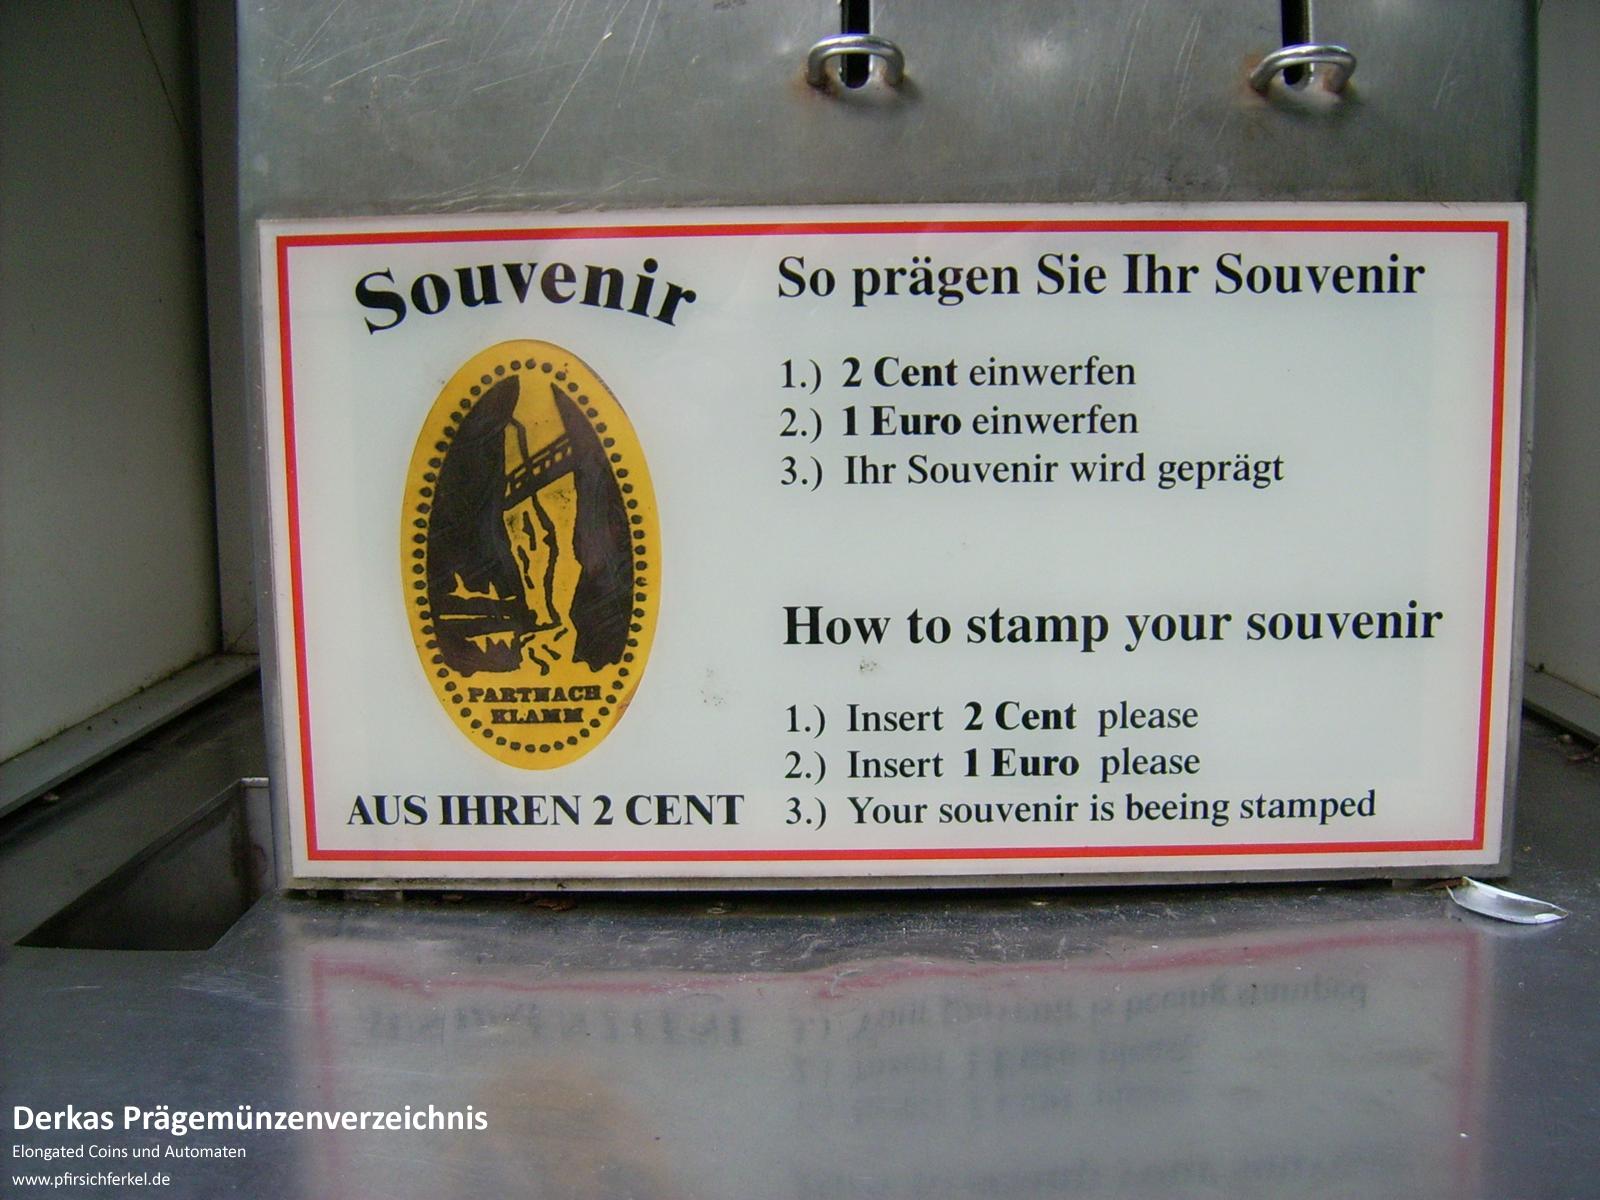 Souvenir
PARTNACH
KLAMM
AUS IHREN 2 CENT
So prägen Sie Ihr Souvenir
1.) 2 Cent einwerfen
2.) 1 Euro einwerfen
3.) Ihr Souvenir wird geprägt
How to stamp your souvenir
1.) Insert 2 Cent please
2.) Insert 1 Euro please
3.) Your souvenir is beeing stamped
Derkas Prägemünzenverzeichnis
Elongated Coins und Automaten
www.pfirsichferkel.de